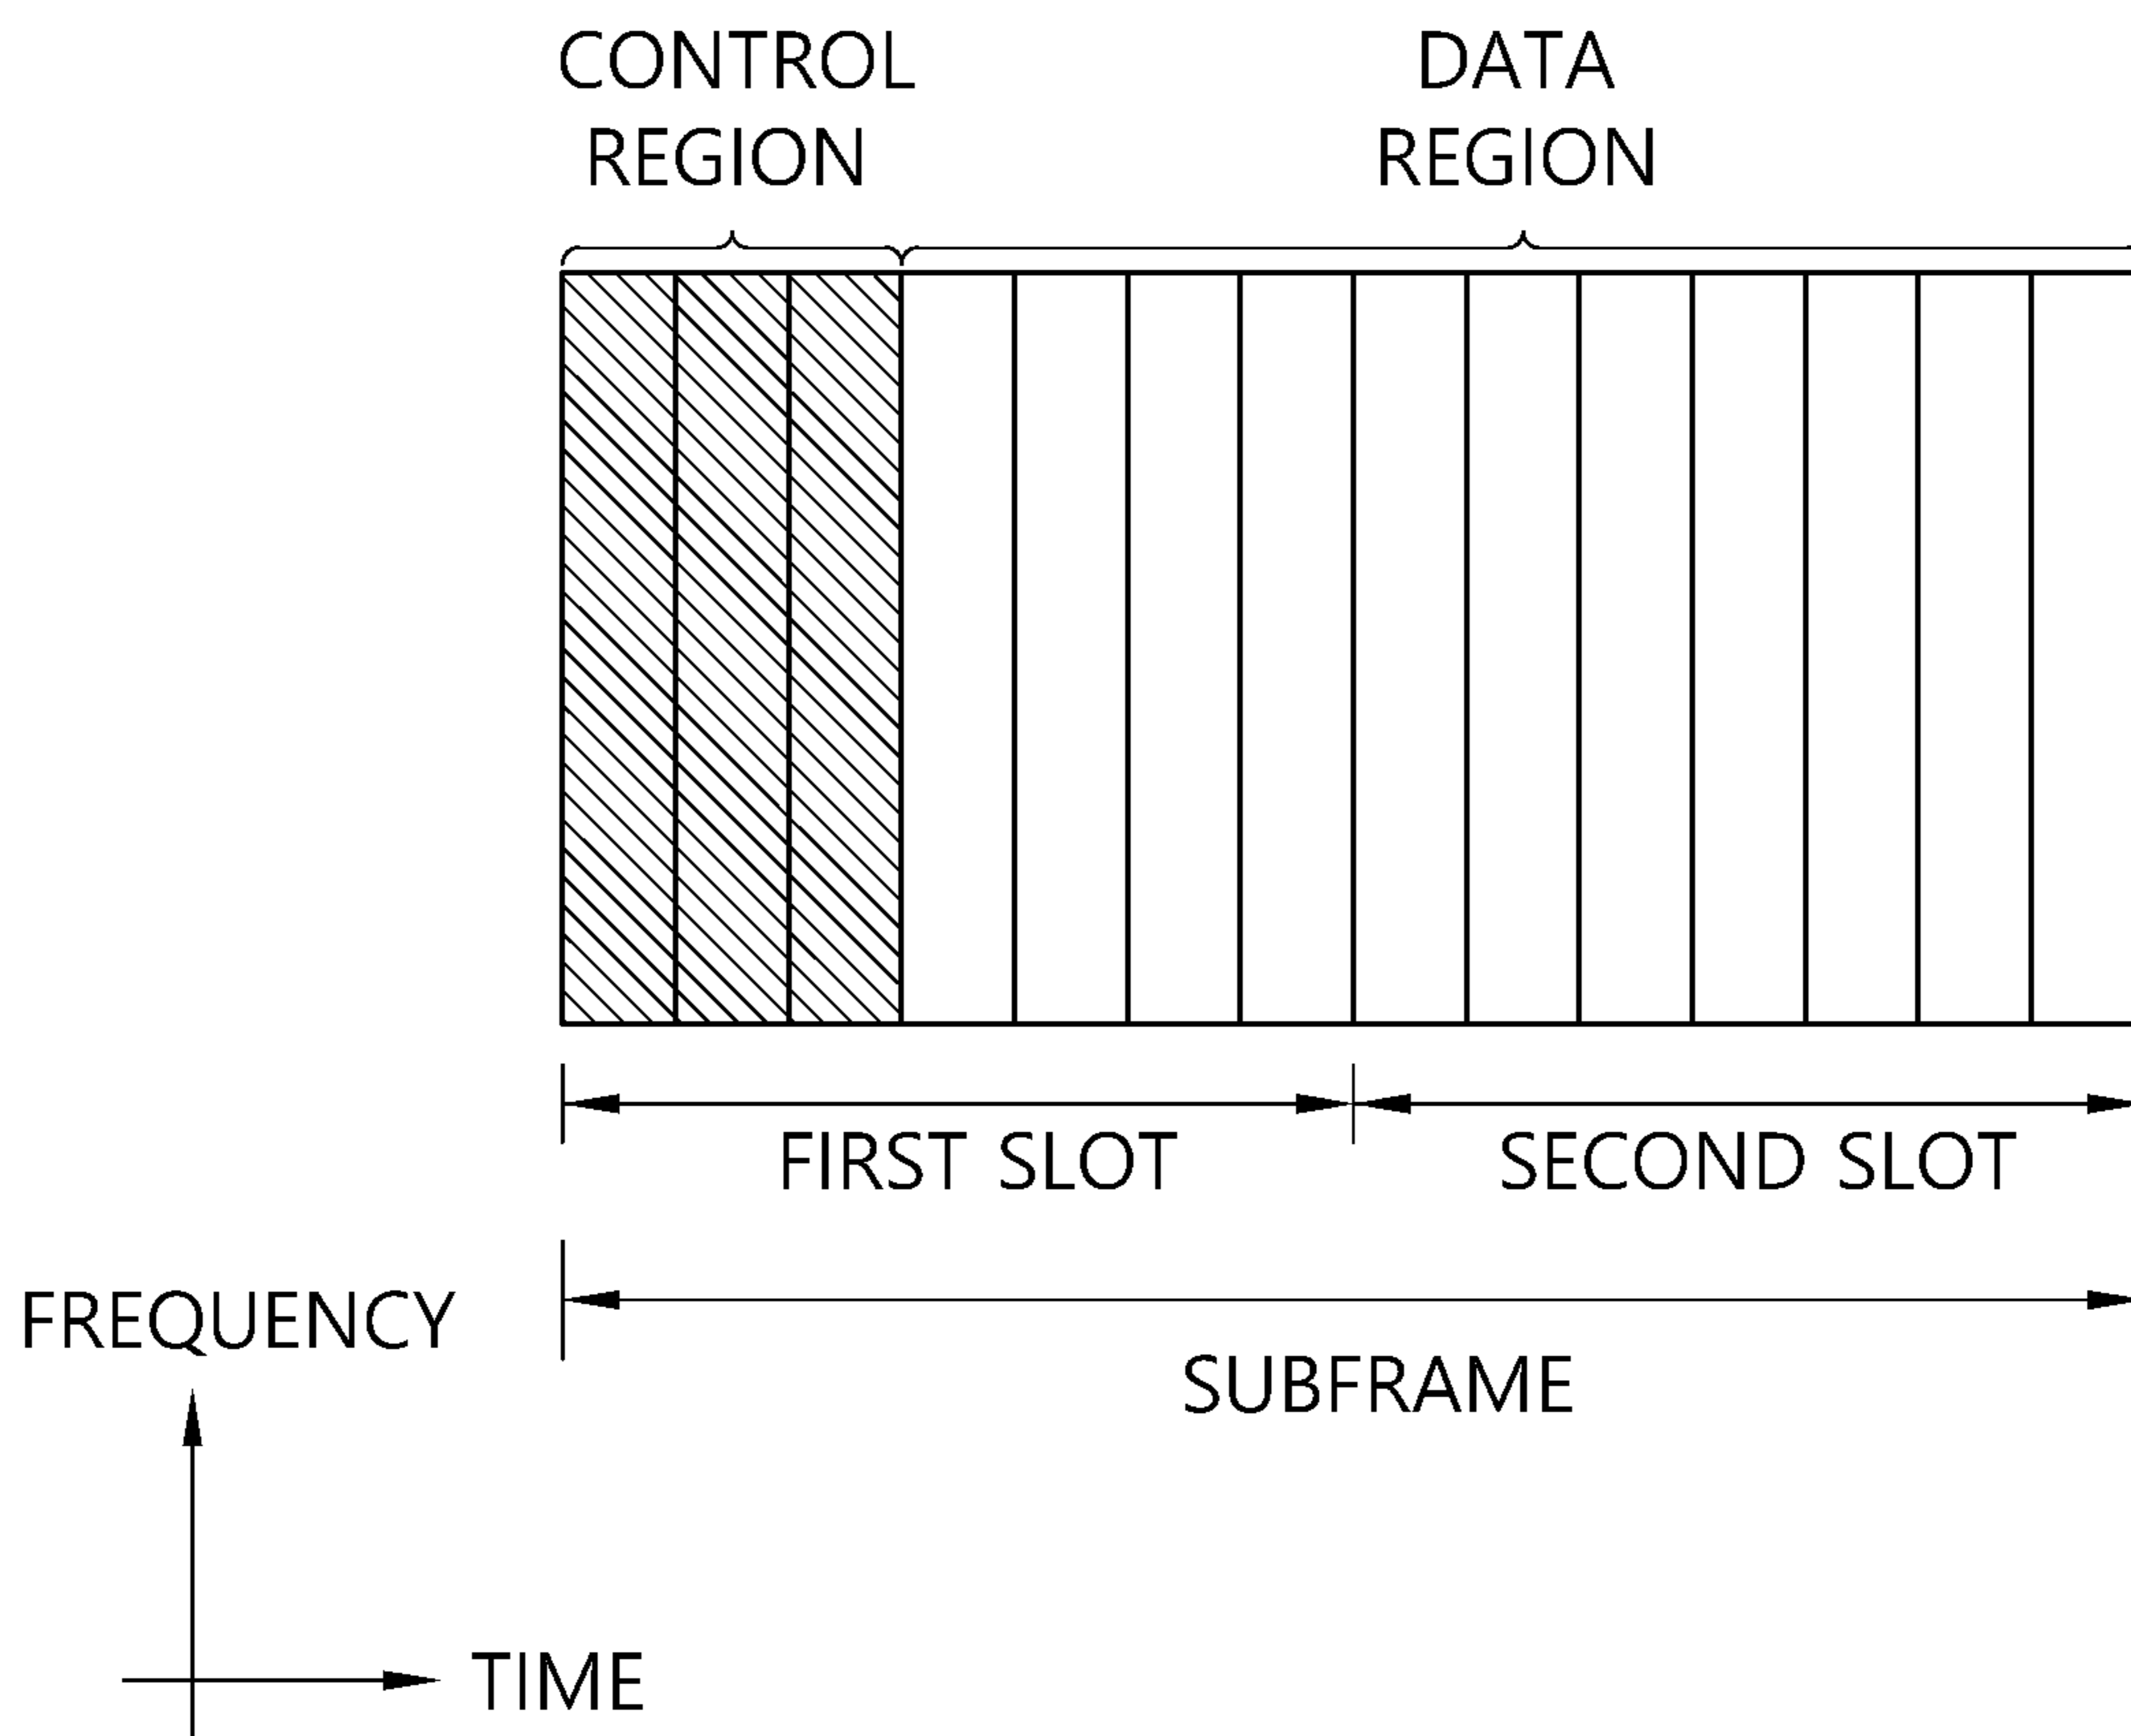 CONTROL
REGION
DATA
REGION
FIRST SLOT
SECOND SLOT
SUBFRAME
FREQUENCY
TIME